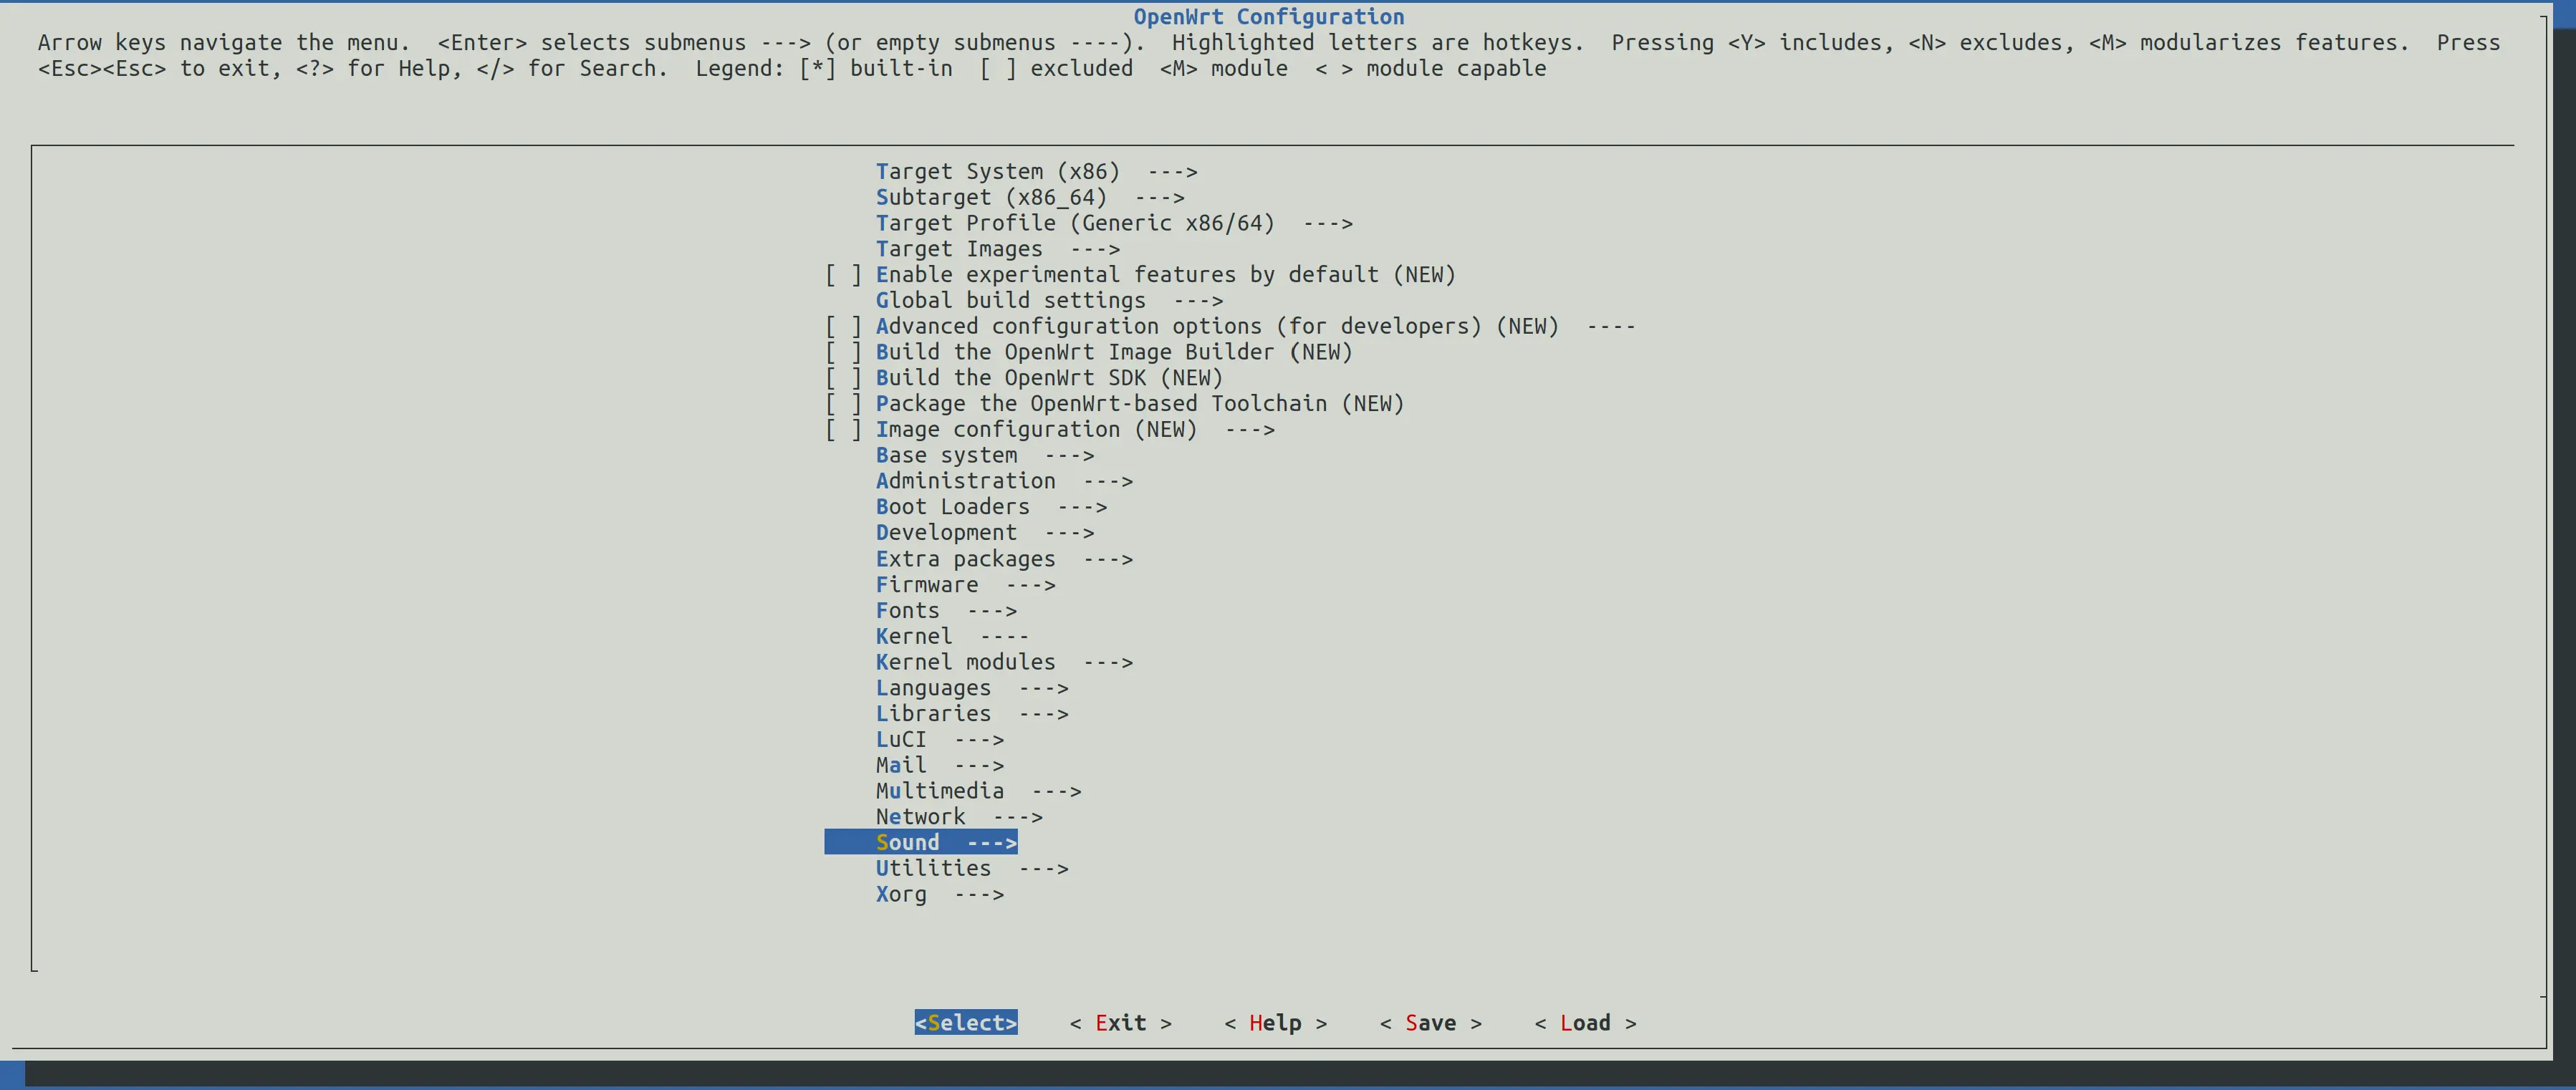 OpenWrt Configuration
Arrow keys navigate the menu.  <Enter> selects submenus ---> (or empty submenus ----).  Highlighted letters are hotkeys.  Pressing <Y> includes, <N> excludes, <M> modularizes features.  Press
<Esc><Esc> to exit, <?> for Help, </> for Search.  Legend: [*] built-in  [ ] excluded  <M> module  < > module capable
Target System (x86)  --->
Subtarget (x86_64)  --->
Target Profile (Generic x86/64)  --->
Target Images  --->
[ ] Enable experimental features by default (NEW)
Global build settings  --->
[ ] Advanced configuration options (for developers) (NEW)  ----
[ ] Build the OpenWrt Image Builder (NEW)
[ ] Build the OpenWrt SDK (NEW)
[ ] Package the OpenWrt-based Toolchain (NEW)
[ ] Image configuration (NEW)  --->
Base system  --->
Administration  --->
Boot Loaders  --->
Development  --->
Extra packages  --->
Firmware  --->
Fonts  --->
Kernel  ----
Kernel modules  --->
Languages  --->
Libraries  --->
LuCI  --->
Mail  --->
Multimedia  --->
Network  --->
Sound  --->
Utilities  --->
Xorg  --->
<Select>    < Exit >    < Help >    < Save >    < Load >